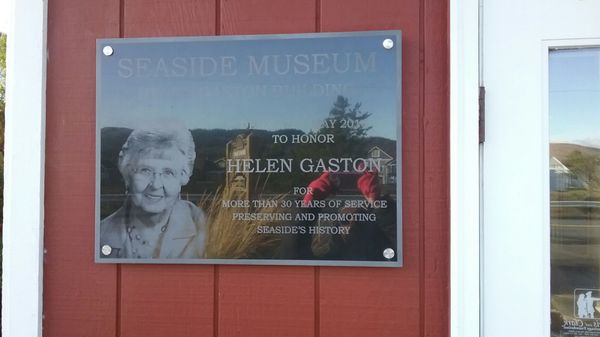 SEASIDE MUSEUM
GASTON BUILDING
MAY
TO HONOR
HELEN GASTON
FOR
MORE THAN 30 YEARS OF SERVICE
PRESERVING AND PROMOTING
SEASIDE'S HISTORY